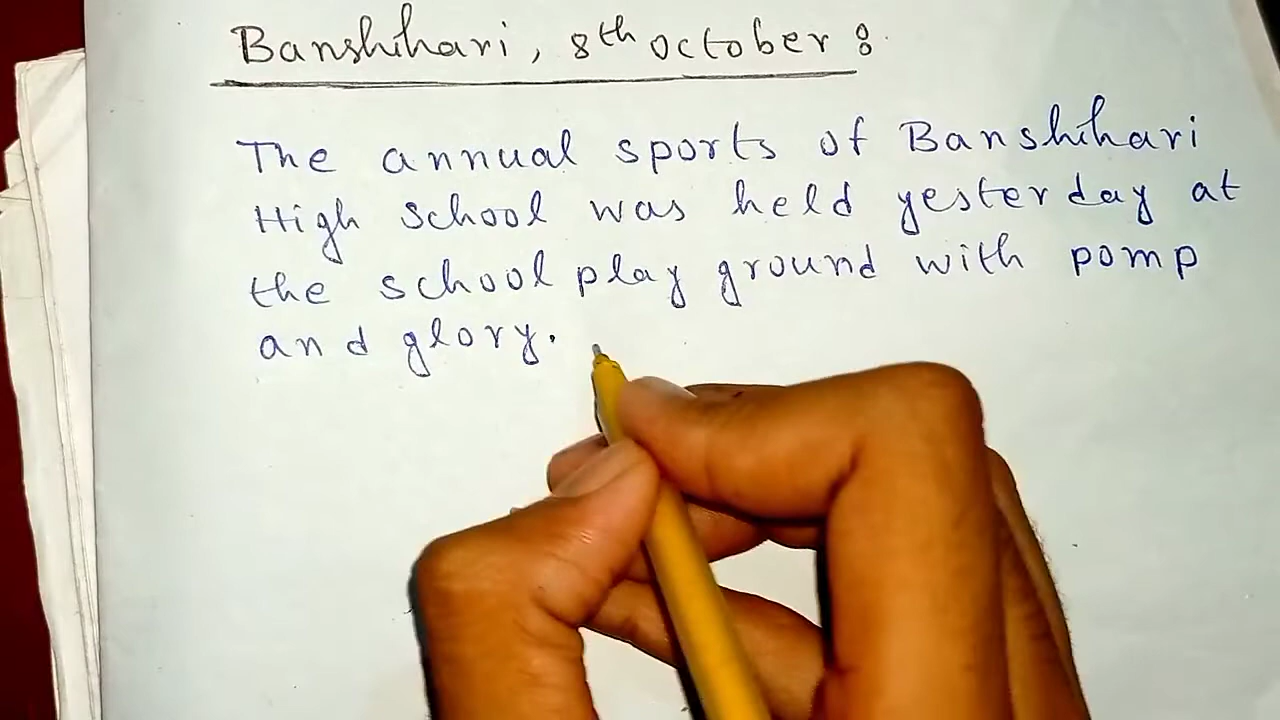 Banshihari, 8th october :
The annual sports of Banshihari
High school was held yesterday at
the school play ground with pomp
and glory.